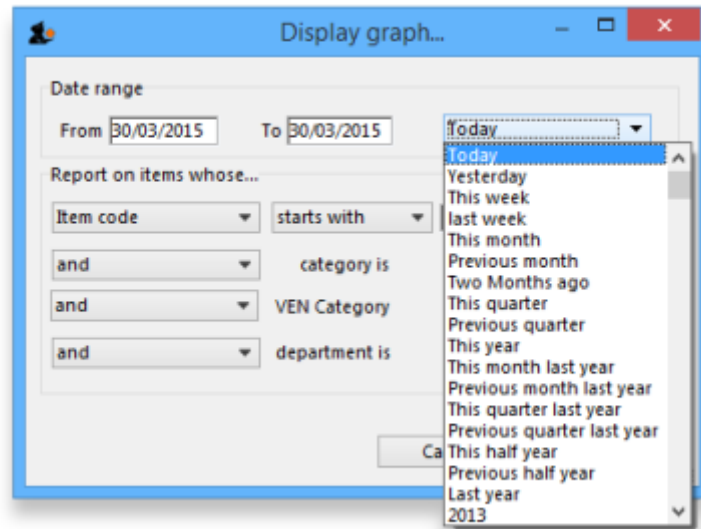 Display graph...
Date range
From 30/03/2015 To 30/03/2015 Today
Report on items whose...
Item code starts with
and category is
and VEN Category
and department is
Today
Yesterday
This week
last week
This month
Previous month
Two Months ago
This quarter
Previous quarter
This year
This month last year
Previous month last year
This quarter last year
Previous quarter last year
This half year
Previous half year
Last year
2013